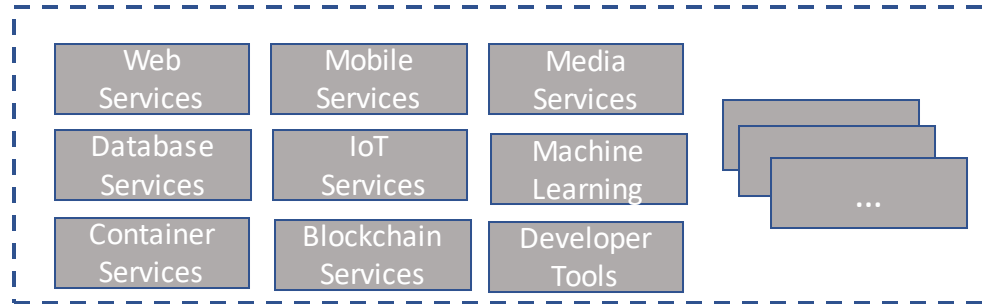 Web
Services
Mobile
Services
Media
Services
Database
Services
IoT
Services
Machine
Learning
Container
Services
Blockchain
Services
Developer
Tools
...